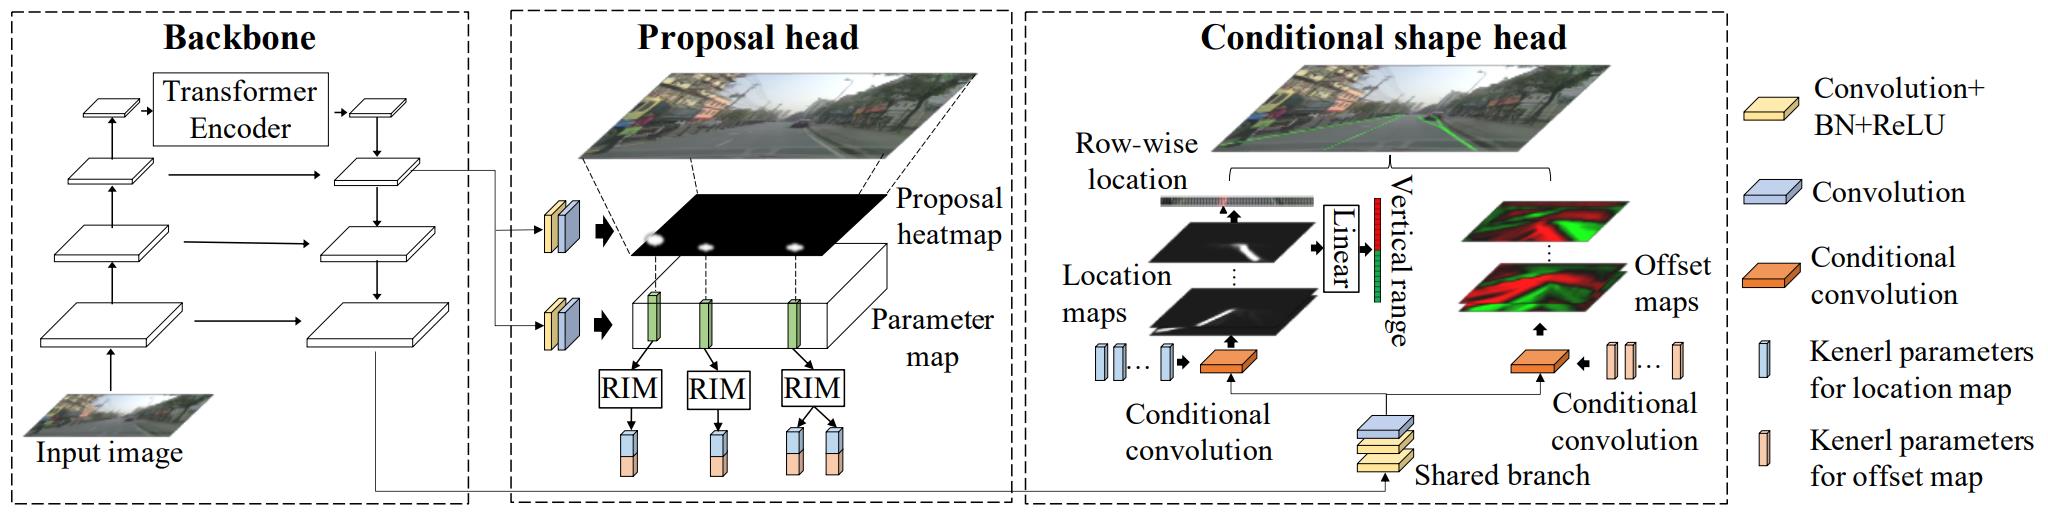 Backbone
Transformer
Encoder
Input image
Proposal head
Proposal
heatmap
Parameter
map
RIM
RIM
RIM
Conditional shape head
Row-wise
location
Location
maps
Linear
Vertical range
Offset
maps
Conditional
convolution
Conditional
convolution
Shared branch
Convolution+
BN+ReLU
Convolution
Conditional
convolution
Kenerl parameters
for location map
Kenerl parameters
for offset map